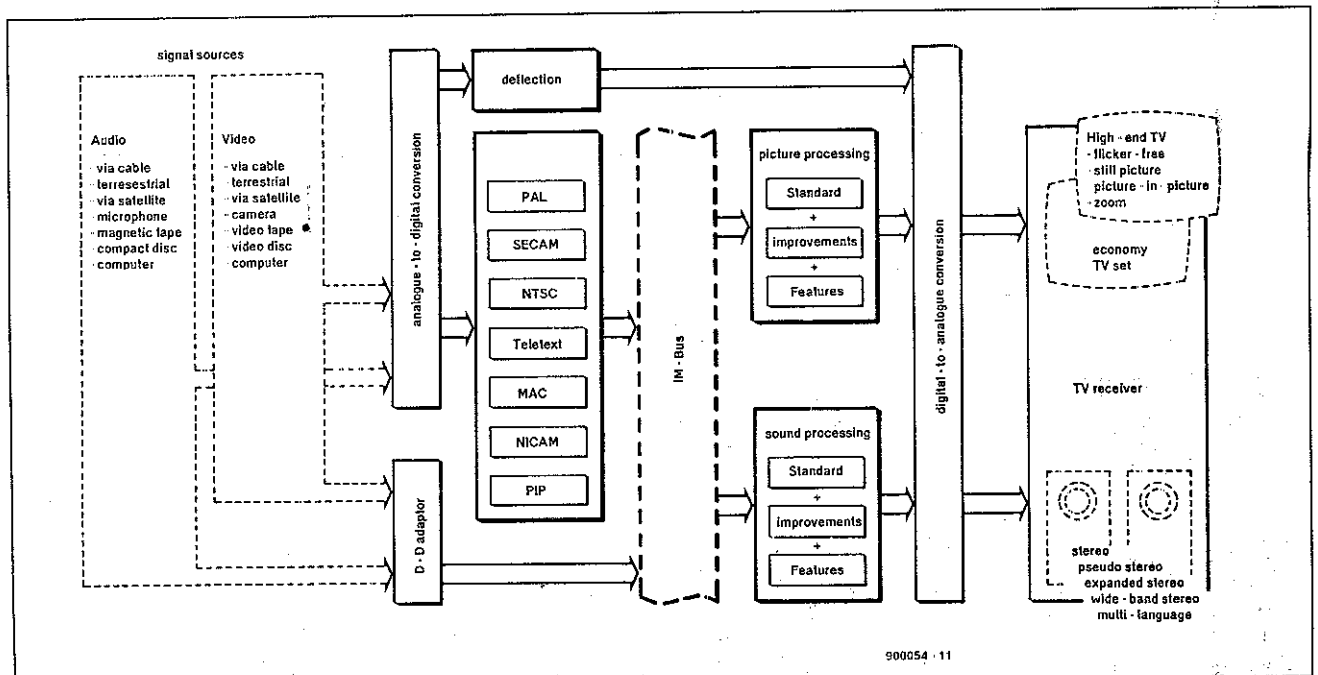 signal sources
Audio
- via cable
- terresestrial
- via satellite
- microphone
- magnetic tape
- compact disc
- computer
Video
- via cable
- terrestrial
- via satellite
- camera
- video tape
- video disc
- computer
analogue - to - digital conversion
D - D adaptor
deflection
PAL
SECAM
NTSC
Teletext
MAC
NICAM
PIP
IM - Bus
picture processing
Standard
+
improvements
+
Features
sound processing
Standard
+
improvements
+
Features
digital - to - analogue conversion
High - end TV
- flicker - free
- still picture
picture - in - picture
- zoom
economy
TV set
TV receiver
stereo
pseudo stereo
expanded stereo
wide - band stereo
multi - language
900054 - 11